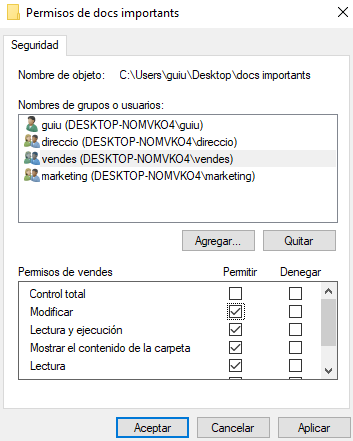 Permisos de docs importants
Seguridad
Nombre de objeto: C:\Users\guiu\Desktop\docs importants
Nombres de grupos o usuarios:
guiu (DESKTOP-NOMVKO4\guiu)
direccio (DESKTOP-NOMVKO4\direccio)
vendes (DESKTOP-NOMVKO4\vendes)
marketing (DESKTOP-NOMVKO4\marketing)
Agregar... Quitar
Permisos de vendes Permitir Denegar
Control total
Modificar
Lectura y ejecución
Mostrar el contenido de la carpeta
Lectura
Aceptar Cancelar Aplicar